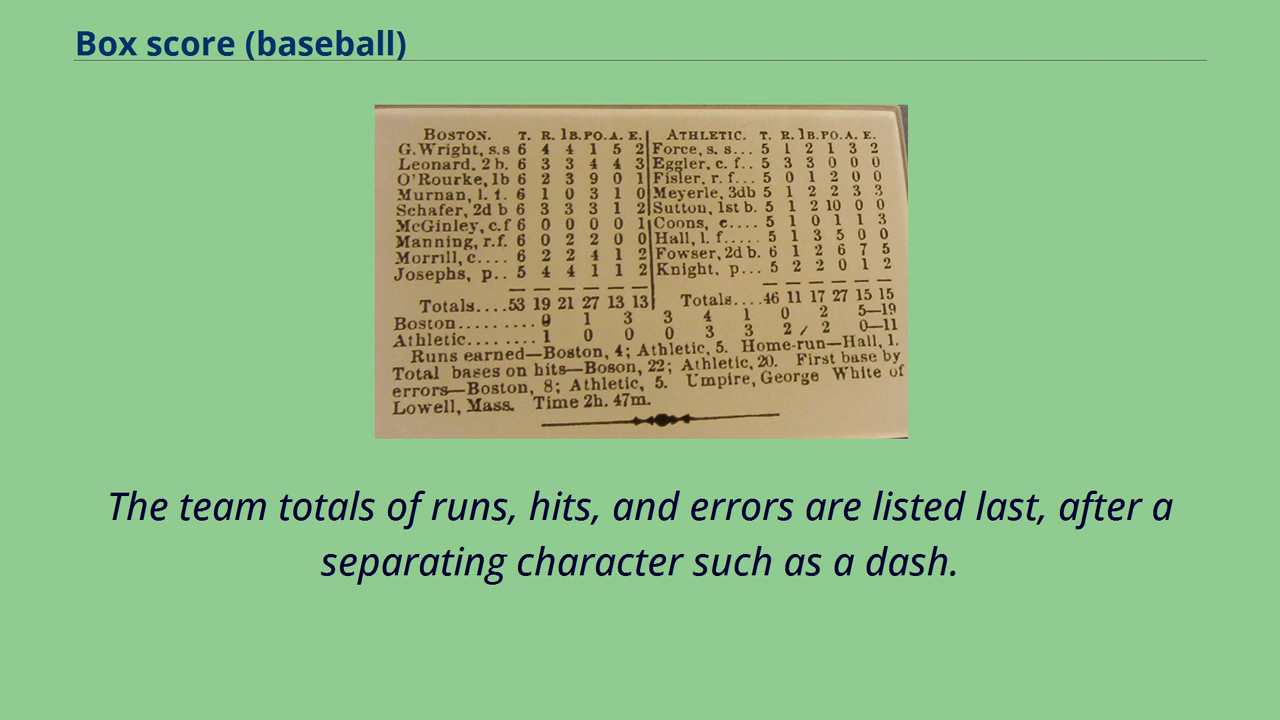 Box score (baseball)
BOSTON. T. R. 1B. PO. A. E. ATHLETIC. T. R. 1B. PO. A. E.
G. Wright, s.s 6 4 4 1 5 2 Force, s. s... 5 1 2 1 3 2
Leonard, 2 b. 6 3 3 4 4 3 Eggler, c. f.. 5 3 3 0 0 0
O'Rourke, 1b 6 2 3 9 0 1 Fisler, r. f... 5 0 1 2 0 0
Murnan, l. f. 6 1 0 3 1 0 Meyerle, 3db 5 1 2 2 3 3
Schafer, 2d b 6 3 3 3 1 2 Sutton, 1st b. 5 1 2 10 0 0
McGinley, c.f 6 0 0 0 0 1 Coons, c.... 5 1 0 1 1 3
Manning, r.f. 6 0 2 2 0 0 Hall, l. f..... 5 1 3 5 0 0
Morrill, c.... 6 2 2 4 1 2 Fowser, 2d b. 6 1 2 6 7 5
Josephs, p.. 5 4 4 1 1 2 Knight, p... 5 2 2 0 1 2
Totals.... 53 19 21 27 13 13 Totals.... 46 11 17 27 15 15
Boston.......... 0 1 3 3 4 1 0 2 5—19
Athletic........ 1 0 0 0 3 3 2 2 0—11
Runs earned—Boston, 4; Athletic, 5. Home-run—Hall, 1.
Total bases on hits—Boson, 22; Athletic, 20. First base by
errors—Boston, 8; Athletic, 5. Umpire, George White of
Lowell, Mass. Time 2h. 47m.
The team totals of runs, hits, and errors are listed last, after a
separating character such as a dash.